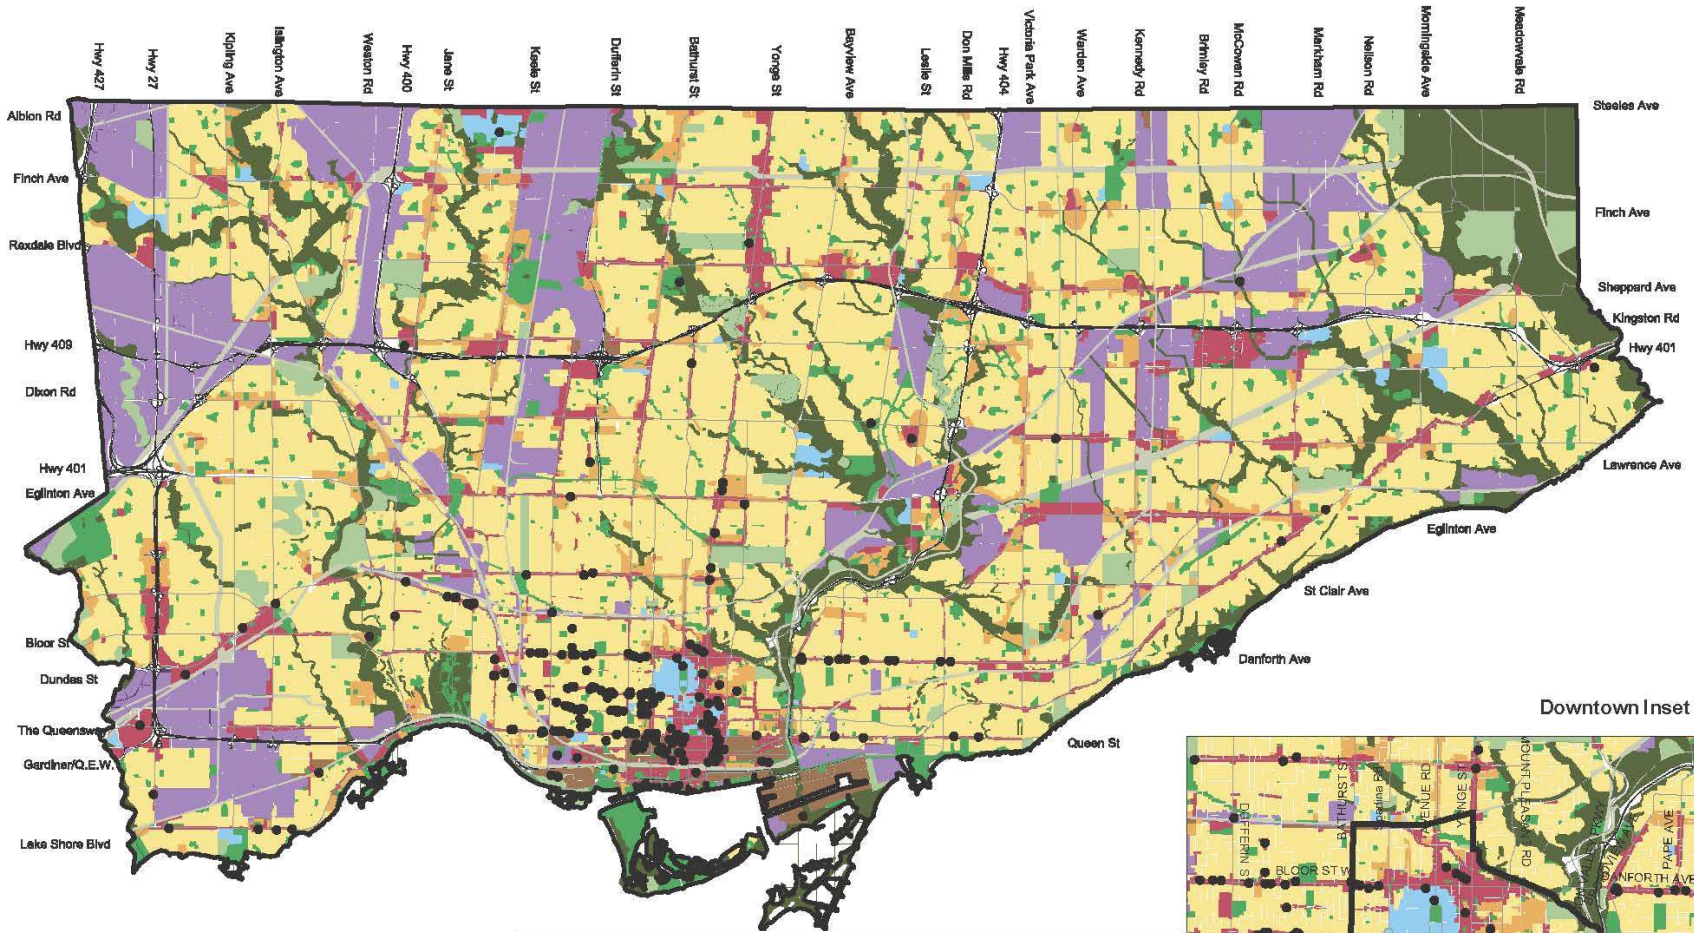 Hwy 427
Hwy 27
Kipling Ave
Islington Ave
Weston Rd
Hwy 400
Jane St
Keele St
Dufferin St
Bathurst St
Yonge St
Bayview Ave
Leslie St
Don Mills Rd
Hwy 404
Victoria Park Ave
Warden Ave
Kennedy Rd
Brimley Rd
McCowan Rd
Markham Rd
Neilson Rd
Morningside Ave
Meadowvale Rd
Albion Rd
Finch Ave
Rexdale Blvd
Hwy 409
Dixon Rd
Hwy 401
Eglinton Ave
Bloor St
Dundas St
The Queensway
Gardiner/Q.E.W.
Lake Shore Blvd
Steeles Ave
Finch Ave
Sheppard Ave
Kingston Rd
Hwy 401
Lawrence Ave
Eglinton Ave
St Clair Ave
Danforth Ave
Queen St
Downtown Inset
DUFFERIN S
BATHURST ST
Spadina Rd
AVENUE RD
YONGE ST
MOUNT PLEASANT RD
PAPE AVE
BLOOR ST W
DANFORTH AVE